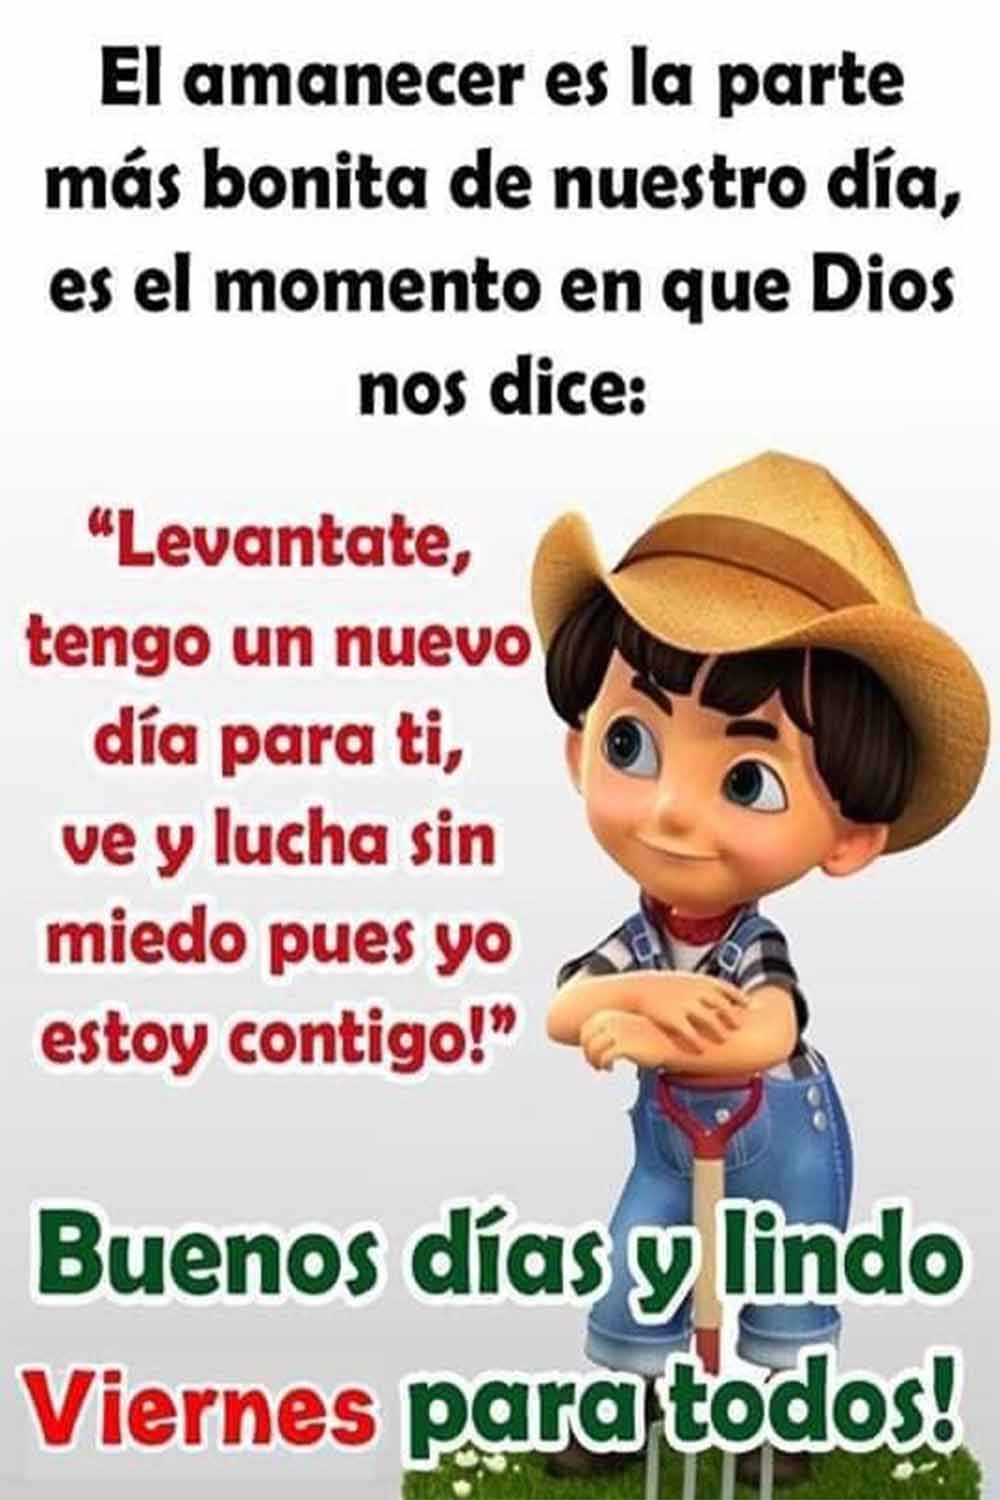 El amanecer es la parte
más bonita de nuestro día,
es el momento en que Dios
nos dice:
“Levantate,
tengo un nuevo
día para ti,
ve y lucha sin
miedo pues yo
estoy contigo!”
Buenos días y lindo
Viernes para todos!